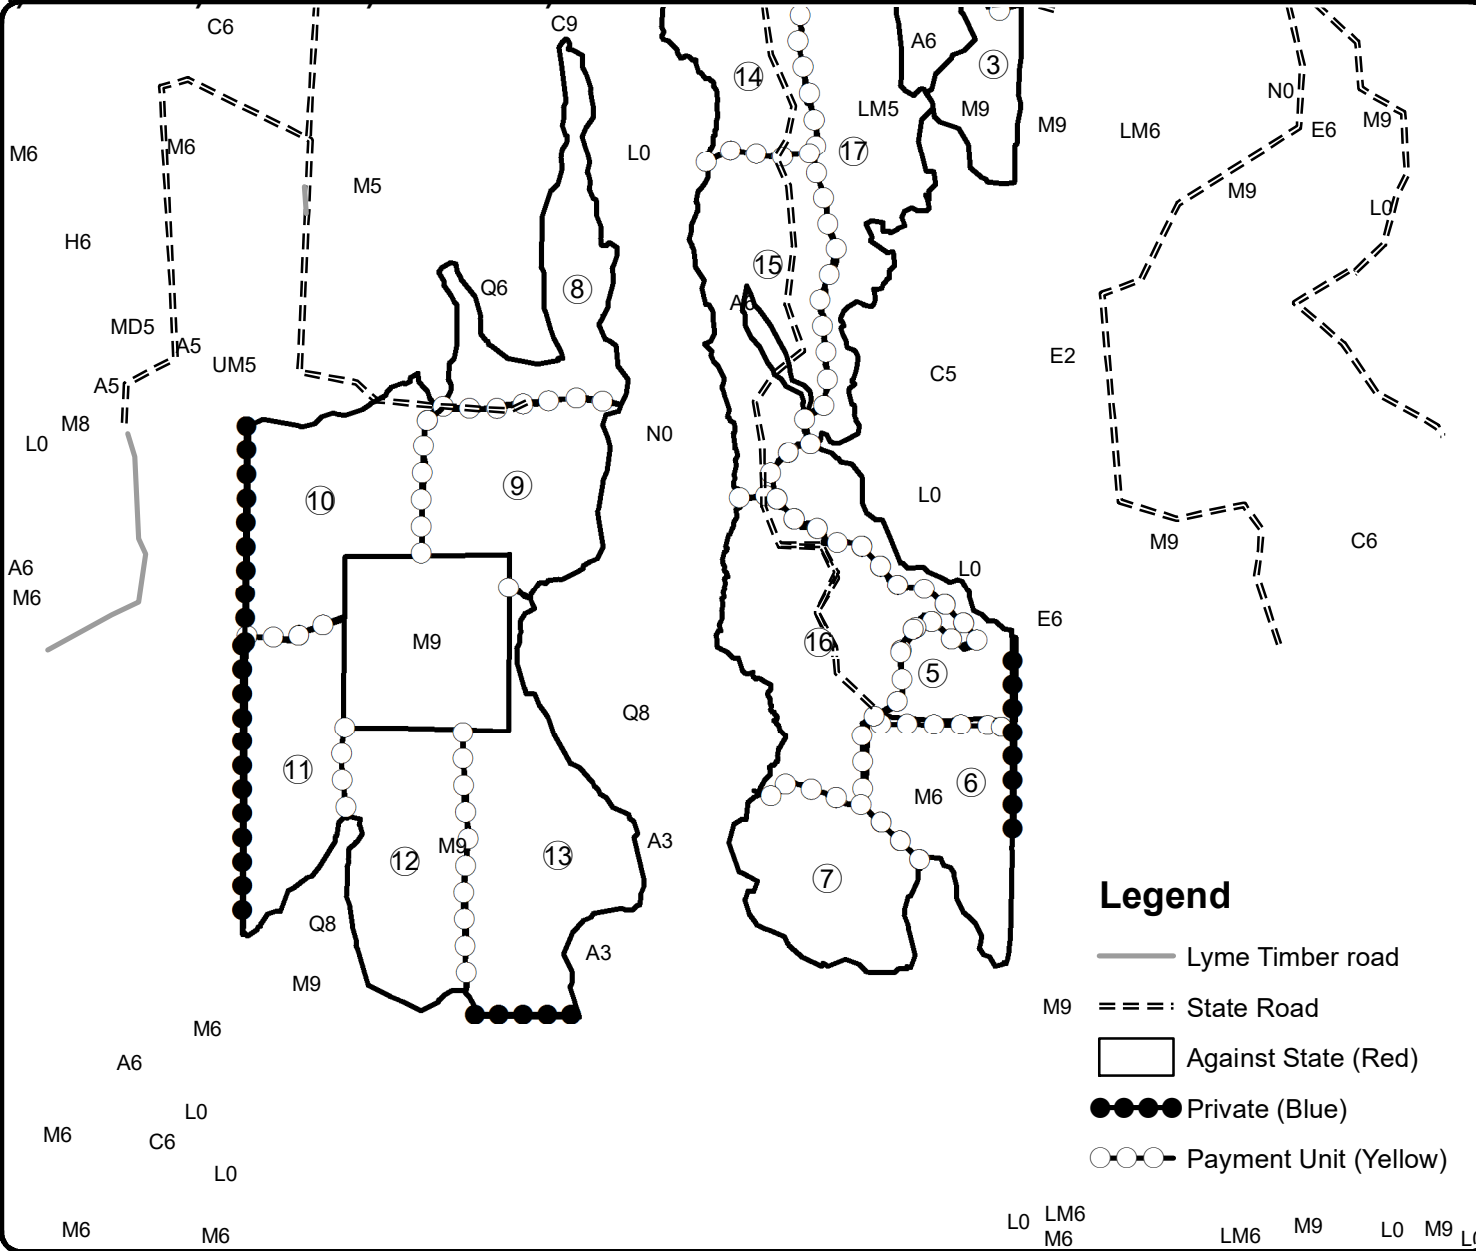 C6
C9
A6
3
14
N0
LM5
M9
M9
M9
LM6
E6
M6
M6
L0
17
M5
M9
L0
H6
15
Q6
8
A6
MD5
A5
UM5
E2
A5
C5
M8
L0
N0
10
9
L0
M9
C6
A6
M6
L0
E6
M9
16
5
Q8
11
6
M6
M9
12
13
A3
7
Q8
A3
M9
M9
M6
A6
L0
M6
C6
L0
M6
M6
Legend
Lyme Timber road
State Road
Against State (Red)
Private (Blue)
Payment Unit (Yellow)
L0
LM6
M6
LM6
M9
L0
M9